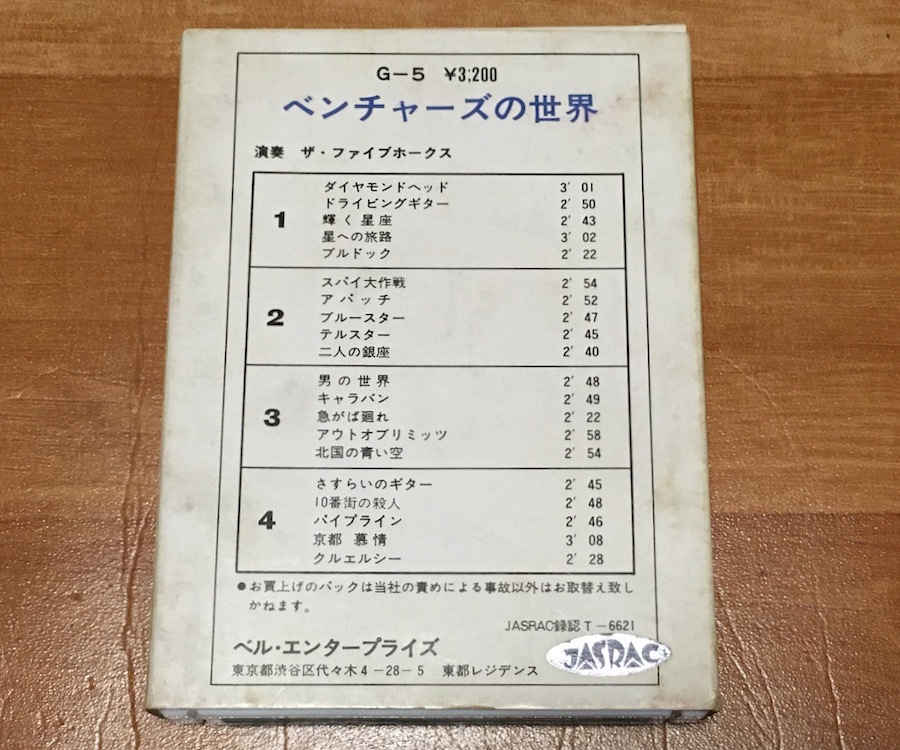 G－5 ￥3,200
ベンチャーズの世界
演奏 ザ・ファイブホークス
1
ダイヤモンドヘッド 3′ 01
ドライビングギター 2′ 50
輝く星座 2′ 43
星への旅路 3′ 02
ブルドック 2′ 22
2
スパイ大作戦 2′ 54
アパッチ 2′ 52
ブルースター 2′ 47
テルスター 2′ 45
二人の銀座 2′ 40
3
男の世界 2′ 48
キャラバン 2′ 49
急がば廻れ 2′ 22
アウトオブリミッツ 2′ 58
北国の青い空 2′ 54
4
さすらいのギター 2′ 45
10番街の殺人 2′ 48
パイプライン 2′ 46
京都慕情 3′ 08
クルエルシー 2′ 28
●お買上げのパックは当社の責めによる事故以外はお取替え致し
かねます。
JASRAC録認T－6621
ベル・エンタープライズ
JASRAC
東京都渋谷区代々木4－28－5 東都レジデンス